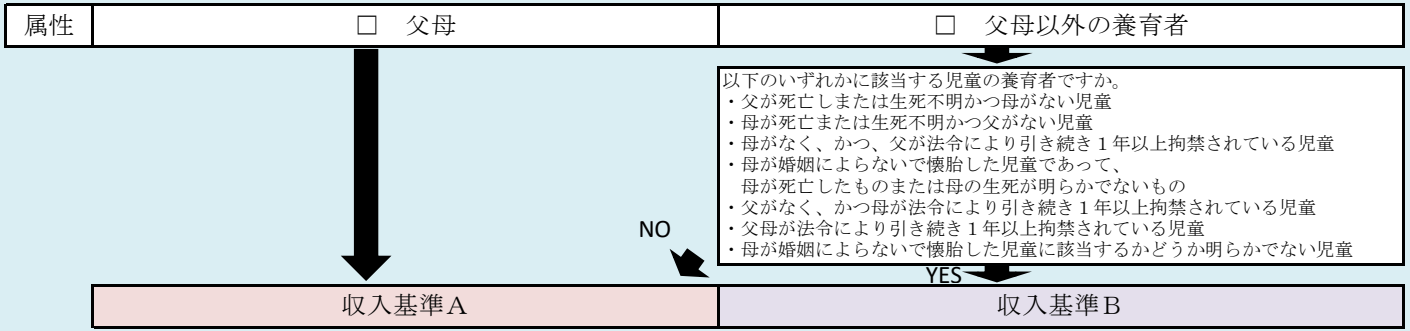 属性
□ 父母
□ 父母以外の養育者
以下のいずれかに該当する児童の養育者ですか。
・父が死亡しまたは生死不明かつ母がない児童
・母が死亡または生死不明かつ父がない児童
・母がなく、かつ、父が法令により引き続き１年以上拘禁されている児童
・母が婚姻によらないで懐胎した児童であって、
母が死亡したものまたは母の生死が明らかでないもの
・父がなく、かつ母が法令により引き続き１年以上拘禁されている児童
・父母が法令により引き続き１年以上拘禁されている児童
・母が婚姻によらないで懐胎した児童に該当するかどうか明らかでない児童
NO
YES
収入基準Ａ
収入基準Ｂ